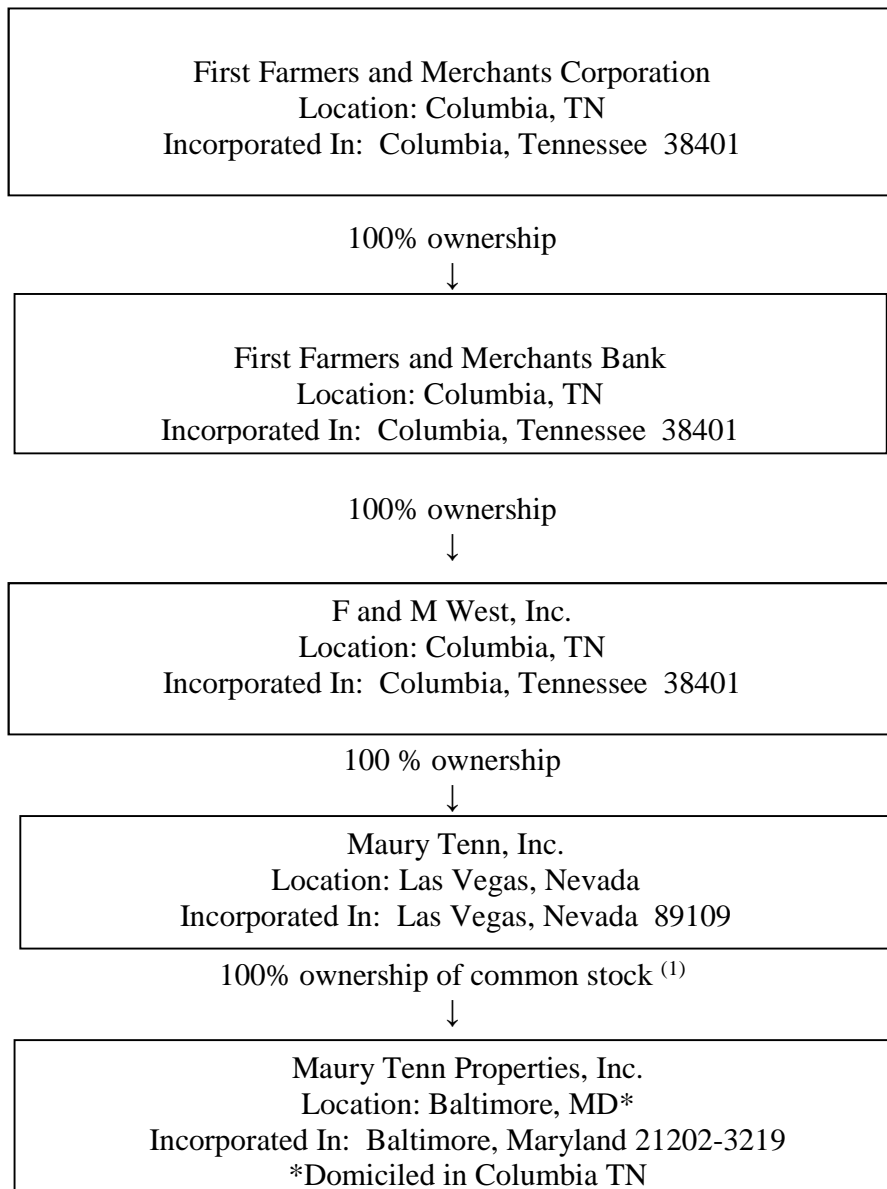 First Farmers and Merchants Corporation
Location: Columbia, TN
Incorporated In:  Columbia, Tennessee  38401
100% ownership
↓
First Farmers and Merchants Bank
Location: Columbia, TN
Incorporated In:  Columbia, Tennessee  38401
100% ownership
↓
F and M West, Inc.
Location: Columbia, TN
Incorporated In:  Columbia, Tennessee  38401
100 % ownership
↓
Maury Tenn, Inc.
Location: Las Vegas, Nevada
Incorporated In:  Las Vegas, Nevada  89109
100% ownership of common stock (1)
↓
Maury Tenn Properties, Inc.
Location: Baltimore, MD*
Incorporated In:  Baltimore, Maryland 21202-3219
*Domiciled in Columbia TN